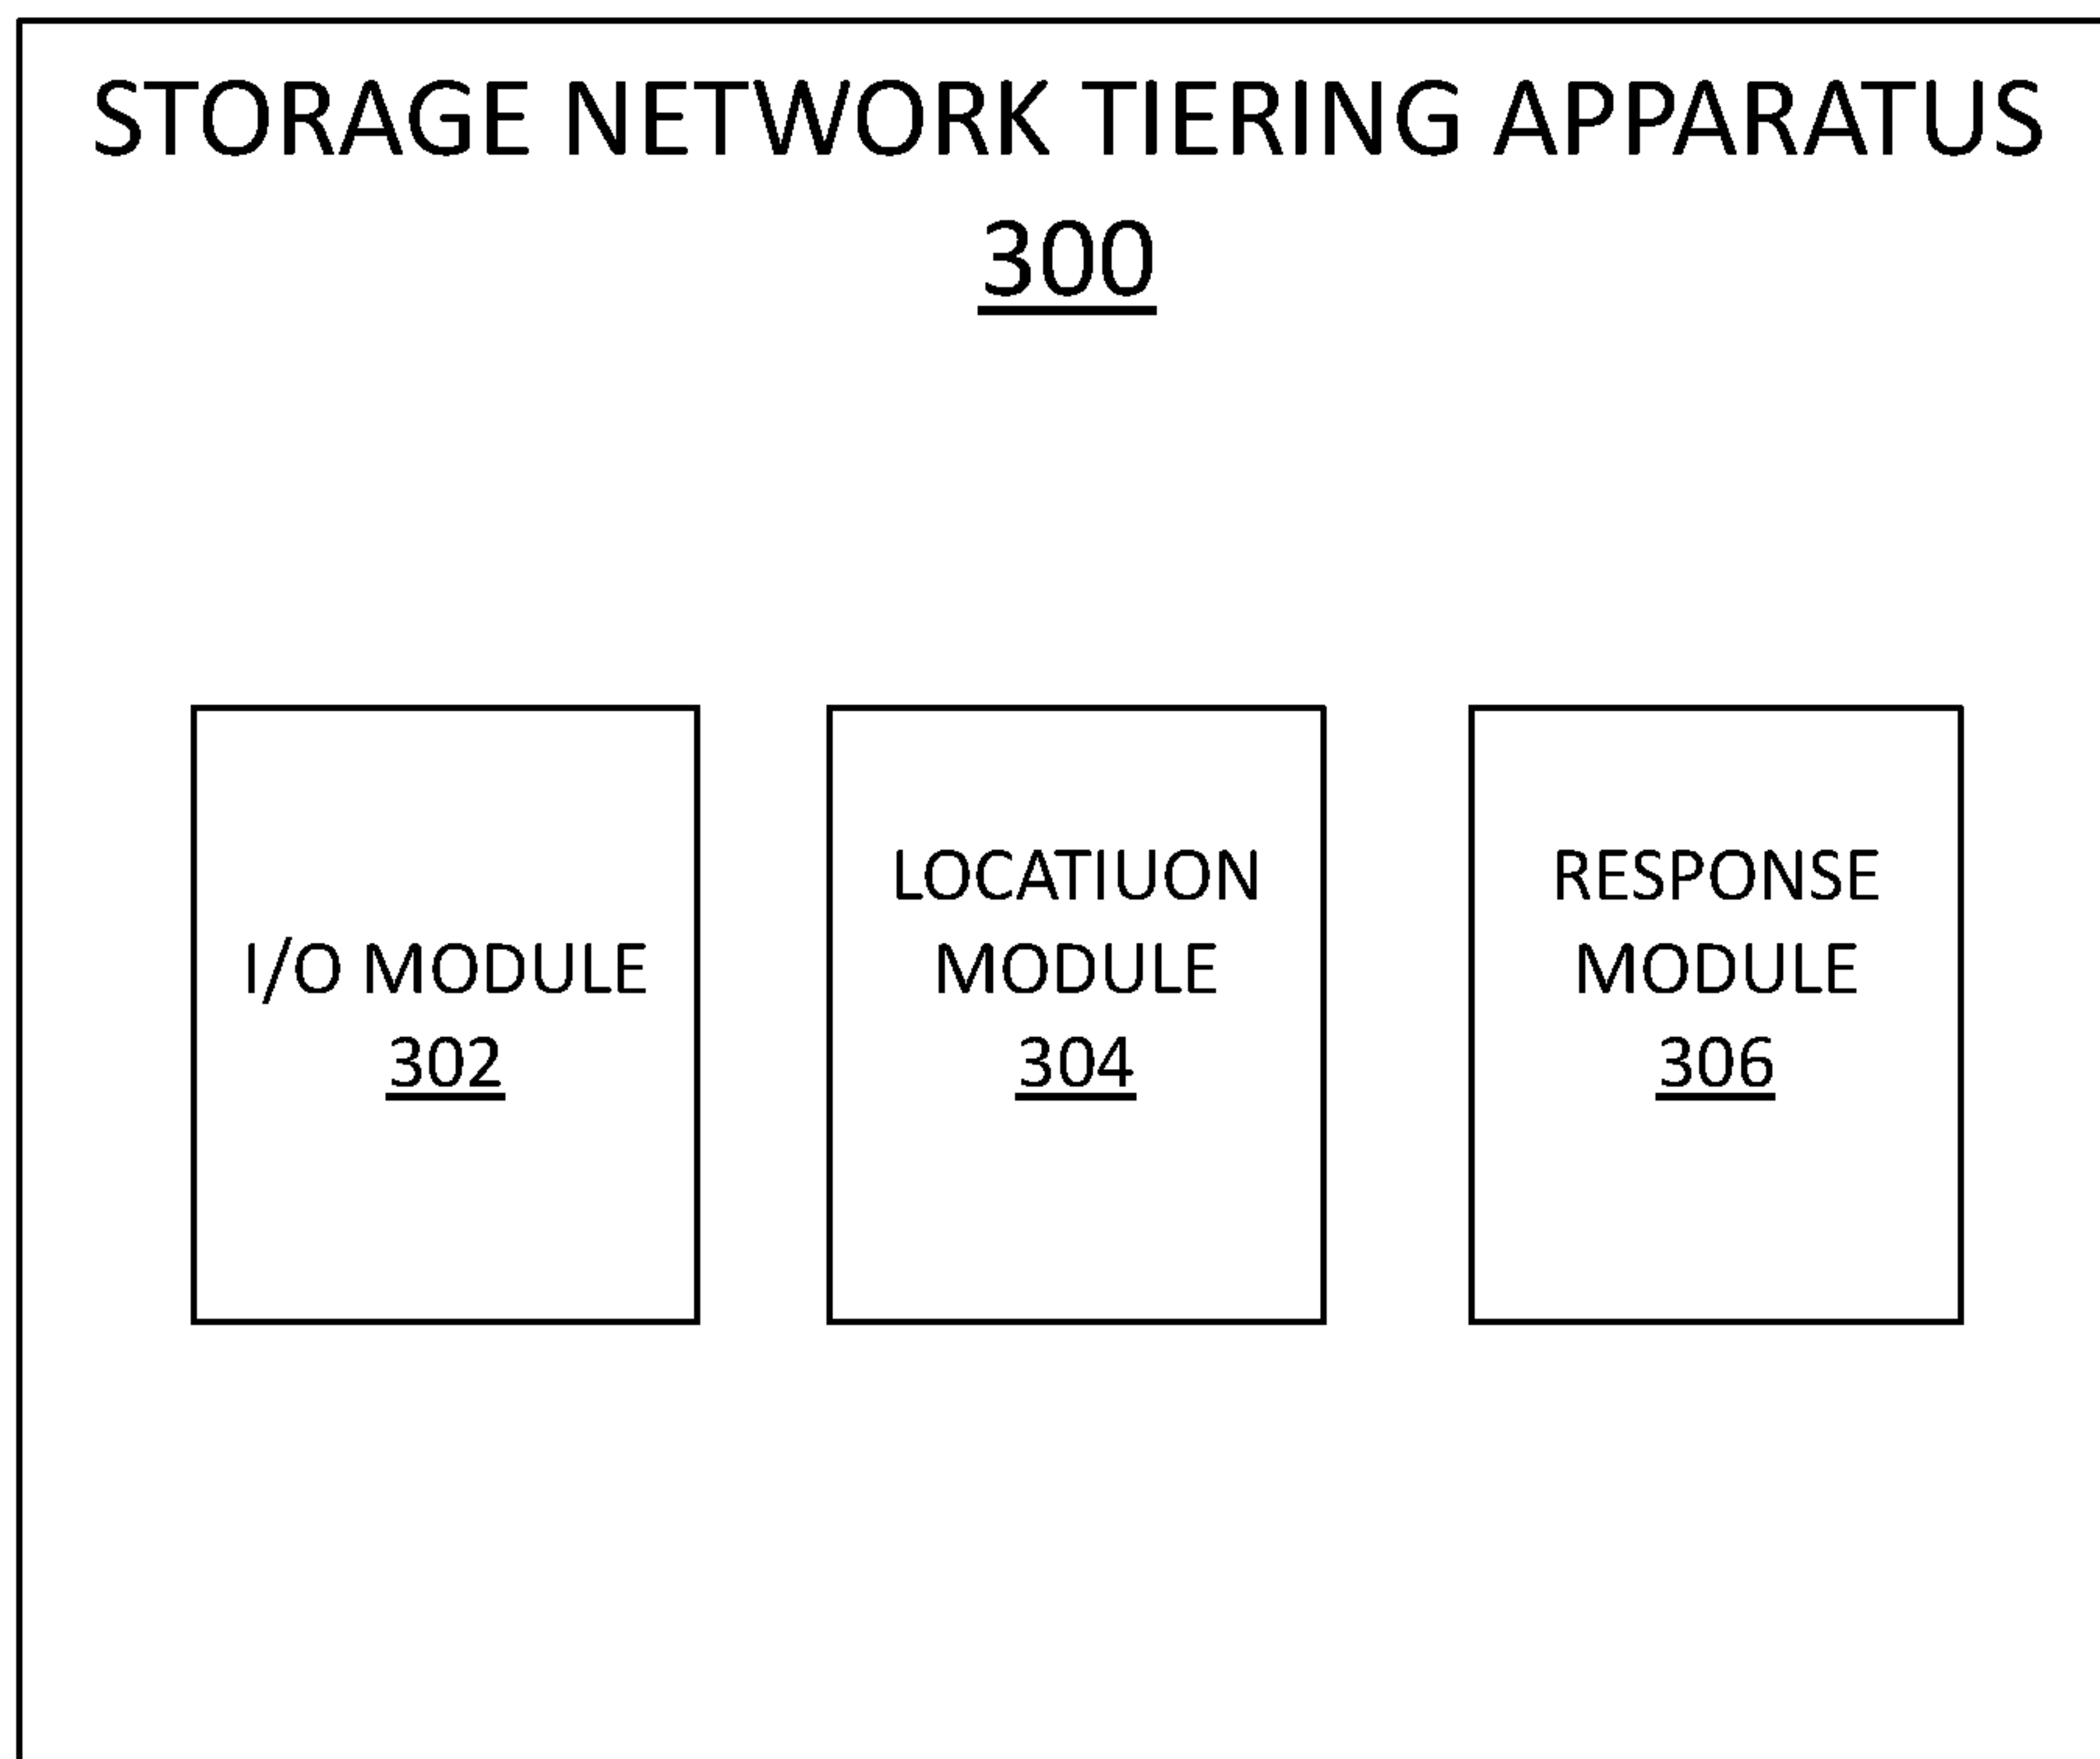 STORAGE NETWORK TIERING APPARATUS
300
I/O MODULE
302
LOCATIUON
MODULE
304
RESPONSE
MODULE
306